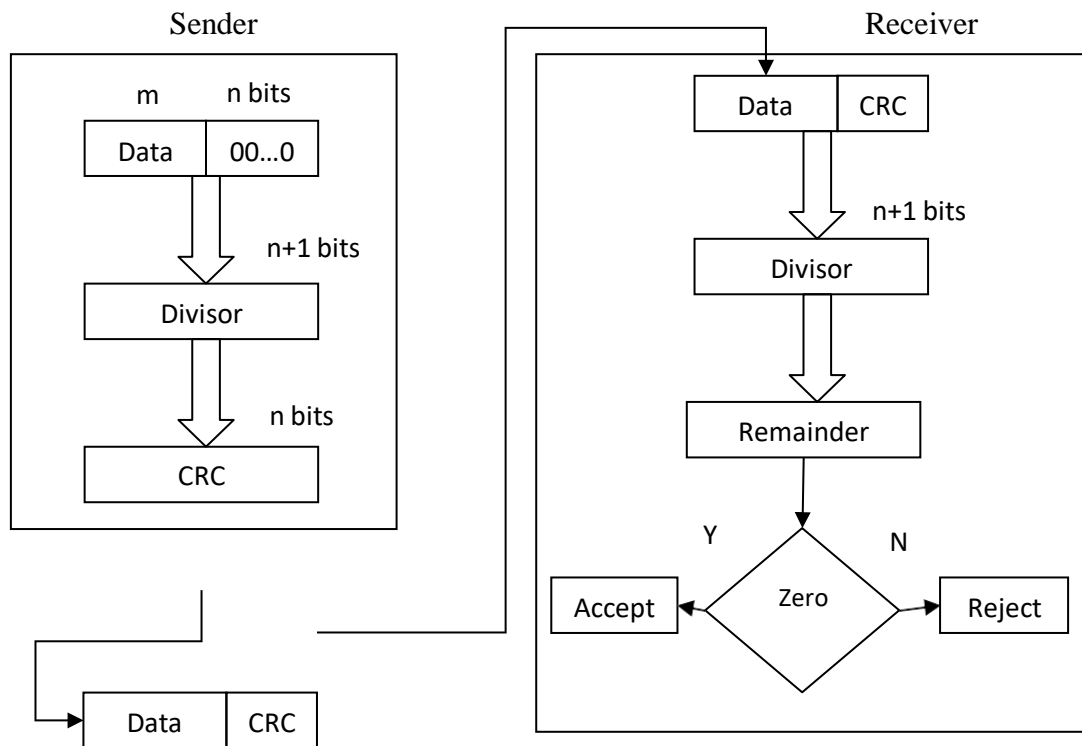 Sender
m
n bits
Data
00...0
n+1 bits
Divisor
n bits
CRC
Data
CRC
Receiver
Data
CRC
n+1 bits
Divisor
Remainder
Y
N
Zero
Accept
Reject